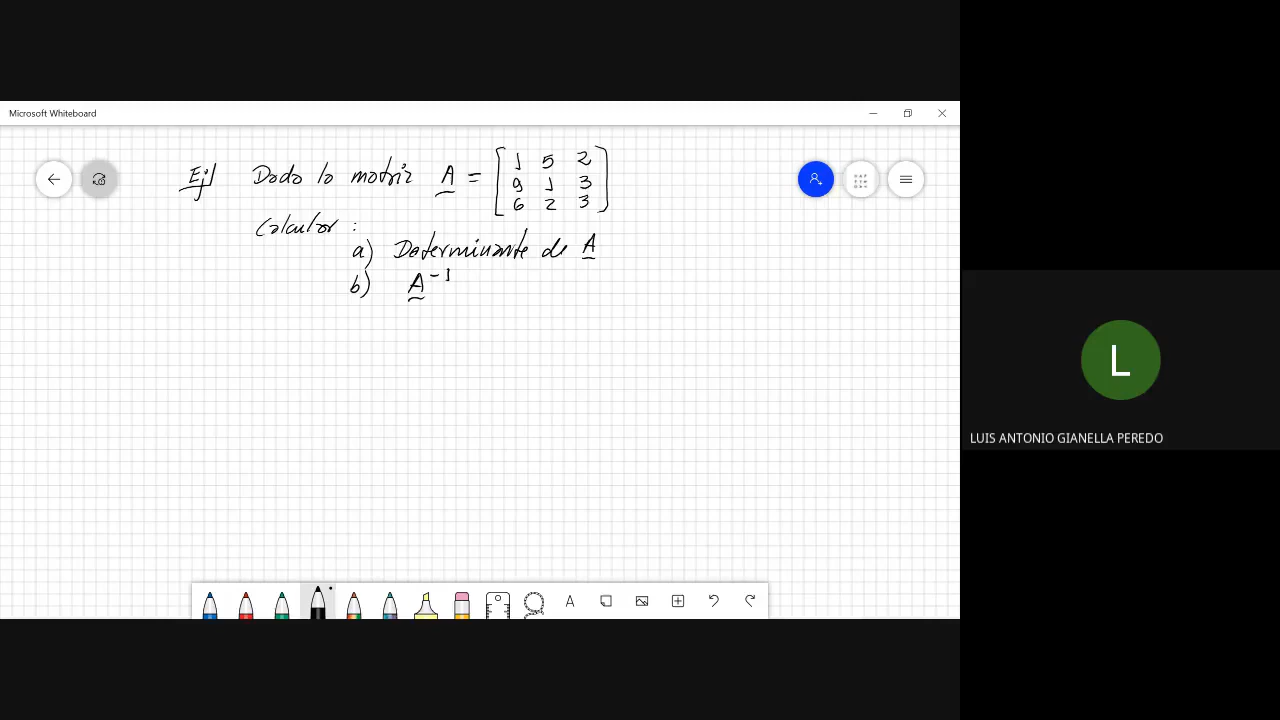 Microsoft Whiteboard
Ej) Dada la matriz A = [1 5 2
9 1 3
6 2 3]
Calcular :
a) Determinante de A
b) A⁻¹
L
LUIS ANTONIO GIANELLA PEREDO